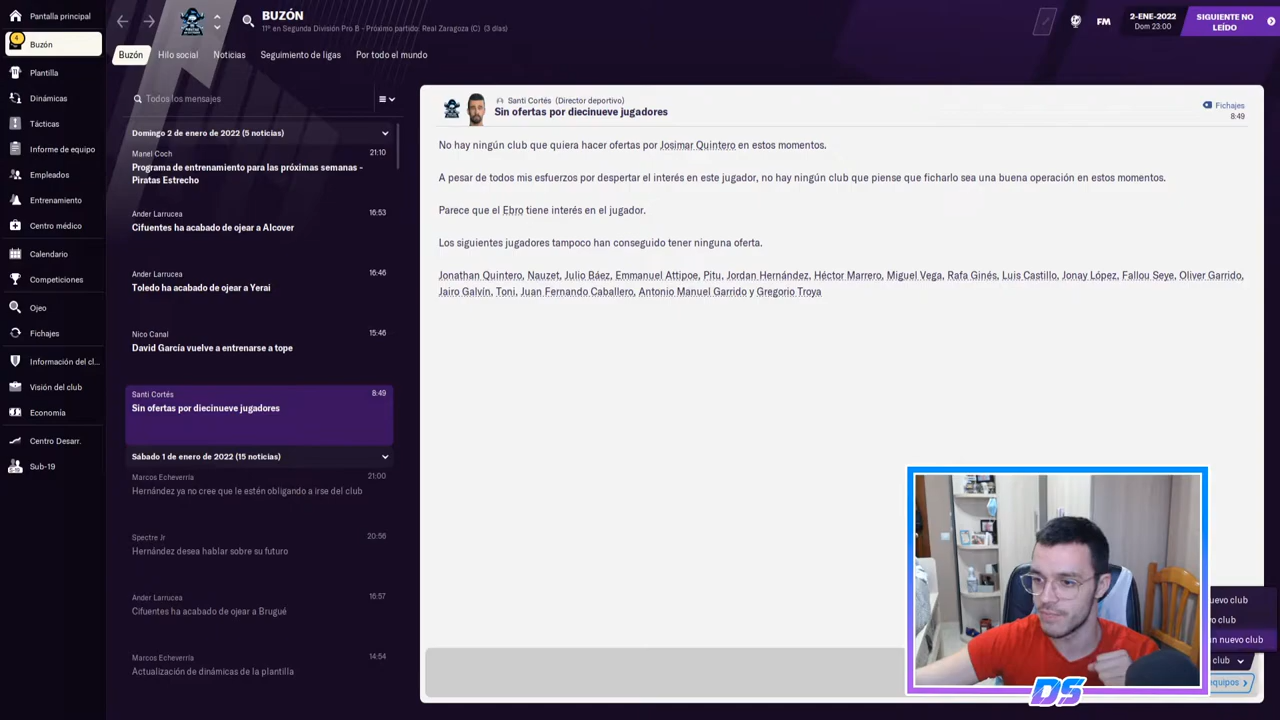 Pantalla principal
4
Buzón
Plantilla
Dinámicas
Tácticas
Informe de equipo
Empleados
Entrenamiento
Centro médico
Calendario
Competiciones
Ojeo
Fichajes
Información del cl...
Visión del club
Economía
Centro Desarr.
Sub-19
BUZÓN
11º en Segunda División Pro B - Próximo partido: Real Zaragoza (C) (3 días)
FM
2-ENE-2022
Dom 23:00
SIGUIENTE NO
LEÍDO
Buzón
Hilo social
Noticias
Seguimiento de ligas
Por todo el mundo
Todos los mensajes
Domingo 2 de enero de 2022 (5 noticias)
Manel Coch
21:10
Programa de entrenamiento para las próximas semanas -
Piratas Estrecho
Ander Larrucea
16:53
Cifuentes ha acabado de ojear a Alcover
Ander Larrucea
16:46
Toledo ha acabado de ojear a Yerai
Nico Canal
15:46
David García vuelve a entrenarse a tope
Santi Cortés
8:49
Sin ofertas por diecinueve jugadores
Sábado 1 de enero de 2022 (15 noticias)
Marcos Echeverría
21:00
Hernández ya no cree que le estén obligando a irse del club
Spectre Jr
20:56
Hernández desea hablar sobre su futuro
Ander Larrucea
16:57
Cifuentes ha acabado de ojear a Brugué
Marcos Echeverría
14:54
Actualización de dinámicas de la plantilla
Santi Cortés (Director deportivo)
Sin ofertas por diecinueve jugadores
Fichajes
8:49
No hay ningún club que quiera hacer ofertas por Josimar Quintero en estos momentos.
A pesar de todos mis esfuerzos por despertar el interés en este jugador, no hay ningún club que piense que ficharlo sea una buena operación en estos momentos.
Parece que el Ebro tiene interés en el jugador.
Los siguientes jugadores tampoco han conseguido tener ninguna oferta.
Jonathan Quintero, Nauzet, Julio Báez, Emmanuel Attipoe, Pitu, Jordan Hernández, Héctor Marrero, Miguel Vega, Rafa Ginés, Luis Castillo, Jonay López, Fallou Seye, Oliver Garrido,
Jairo Galvín, Toni, Juan Fernando Caballero, Antonio Manuel Garrido y Gregorio Troya
uevo club
vo club
un nuevo club
club
equipos
DS